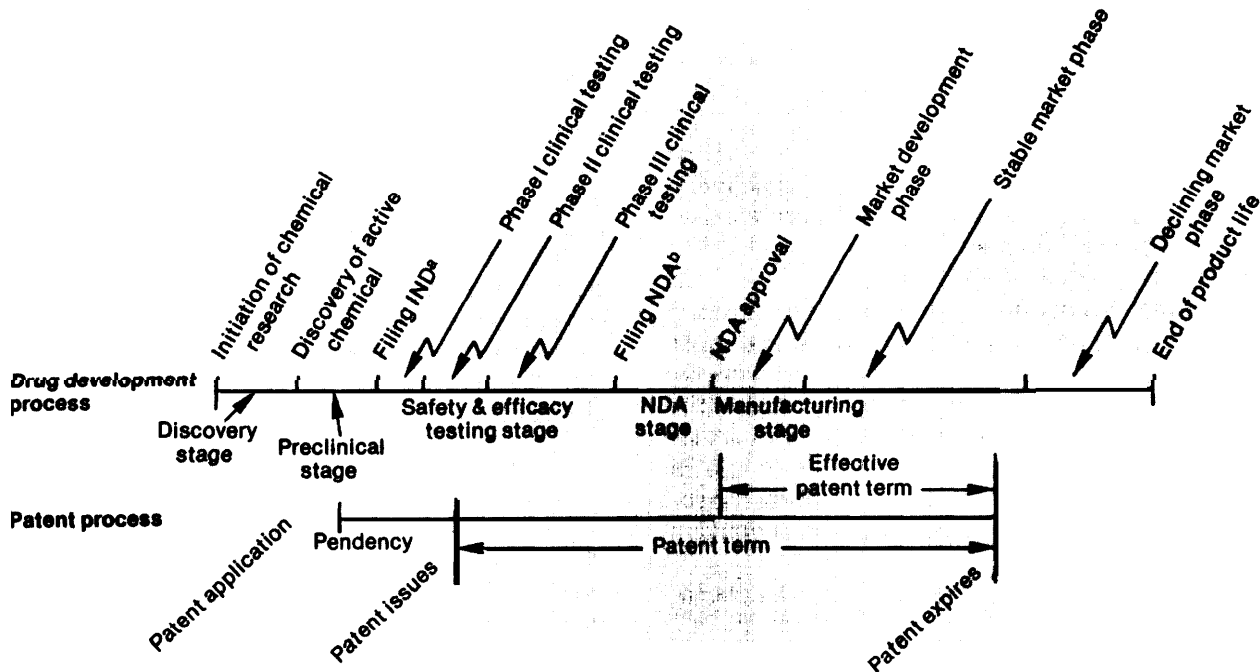 Initiation of chemical
research
Discovery of active
chemical
Filing INDᵃ
Phase I clinical testing
Phase II clinical testing
Phase III clinical
testing
Filing NDAᵇ
NDA approval
Market development
phase
Stable market phase
Declining market
phase
End of product life
Drug development
process
Discovery
stage
Preclinical
stage
Safety & efficacy
testing stage
NDA
stage
Manufacturing
stage
Effective
patent term
Patent process
Patent application
Pendency
Patent issues
Patent term
Patent expires